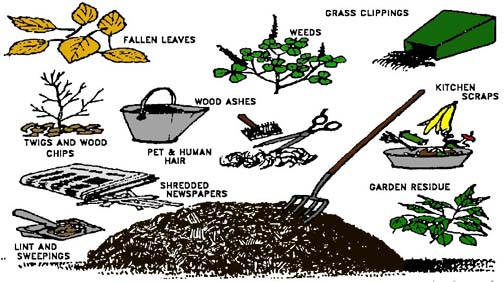 GRASS CLIPPINGS
FALLEN LEAVES
WEEDS
KITCHEN
SCRAPS
WOOD ASHES
TWIGS AND WOOD
CHIPS
PET & HUMAN
HAIR
SHREDDED
NEWSPAPERS
GARDEN RESIDUE
LINT AND
SWEEPINGS